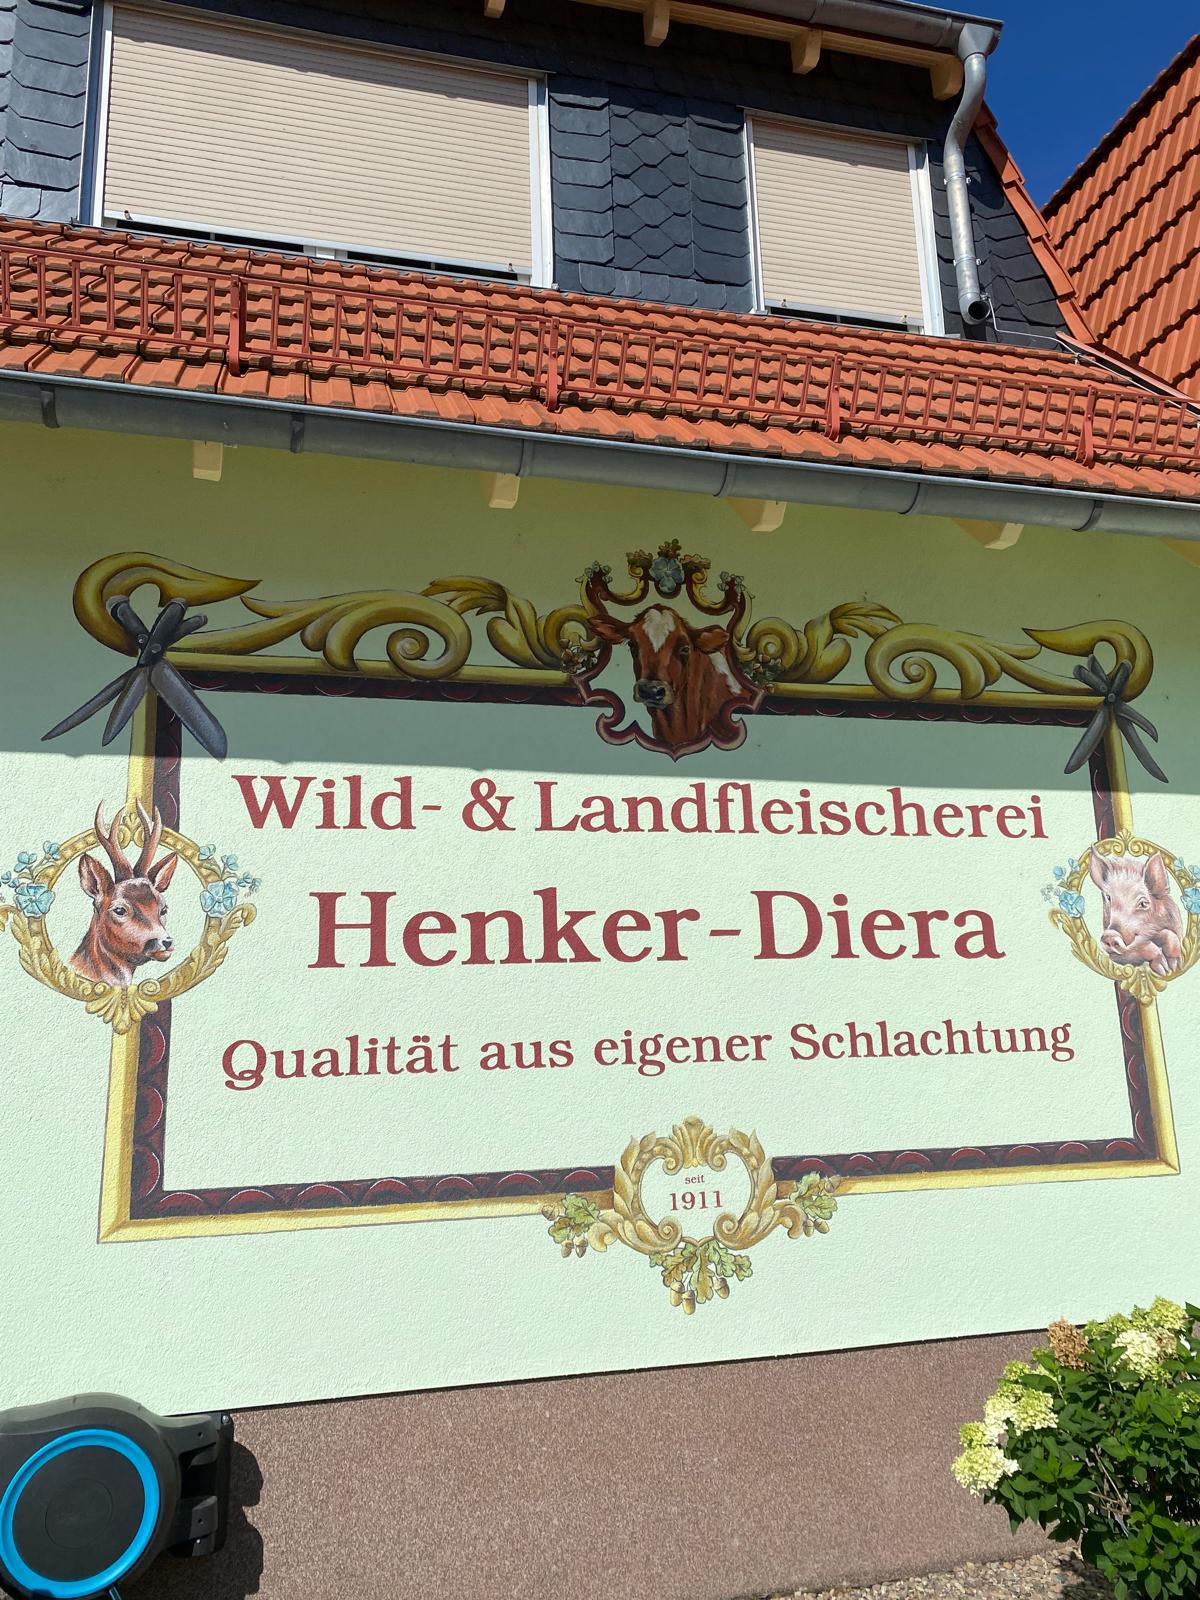 Wild- & Landfleischerei
Henker-Diera
Qualität aus eigener Schlachtung
seit
1911